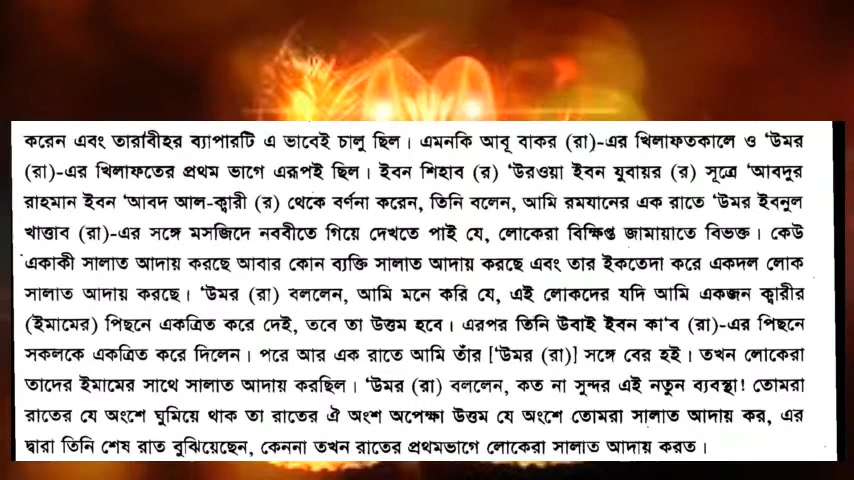 করেন এবং তারাবীহর ব্যাপারটি এ ভাবেই চালু ছিল। এমনকি আবূ বাকর (রা)-এর খিলাফতকালে ও ‘উমর
(রা)-এর খিলাফতের প্রথম ভাগে এরূপই ছিল। ইবন শিহাব (র) ‘উরওয়া ইবন যুবায়র (র) সূত্রে ‘আবদুর
রাহমান ইবন ‘আবদ আল-ক্বারী (র) থেকে বর্ণনা করেন, তিনি বলেন, আমি রমযানের এক রাতে ‘উমর ইবনুল
খাত্তাব (রা)-এর সঙ্গে মসজিদে নববীতে গিয়ে দেখতে পাই যে, লোকেরা বিক্ষিপ্ত জামায়াতে বিভক্ত। কেউ
একাকী সালাত আদায় করছে আবার কোন ব্যক্তি সালাত আদায় করছে এবং তার ইকতেদা করে একদল লোক
সালাত আদায় করছে। ‘উমর (রা) বললেন, আমি মনে করি যে, এই লোকদের যদি আমি একজন ক্বারীর
(ইমামের) পিছনে একত্রিত করে দেই, তবে তা উত্তম হবে। এরপর তিনি উবাই ইবন কা‘ব (রা)-এর পিছনে
সকলকে একত্রিত করে দিলেন। পরে আর এক রাতে আমি তাঁর [‘উমর (রা)] সঙ্গে বের হই। তখন লোকেরা
তাদের ইমামের সাথে সালাত আদায় করছিল। ‘উমর (রা) বললেন, কত না সুন্দর এই নতুন ব্যবস্থা! তোমরা
রাতের যে অংশে ঘুমিয়ে থাক তা রাতের ঐ অংশ অপেক্ষা উত্তম যে অংশে তোমরা সালাত আদায় কর, এর
দ্বারা তিনি শেষ রাত বুঝিয়েছেন, কেননা তখন রাতের প্রথমভাগে লোকেরা সালাত আদায় করত।